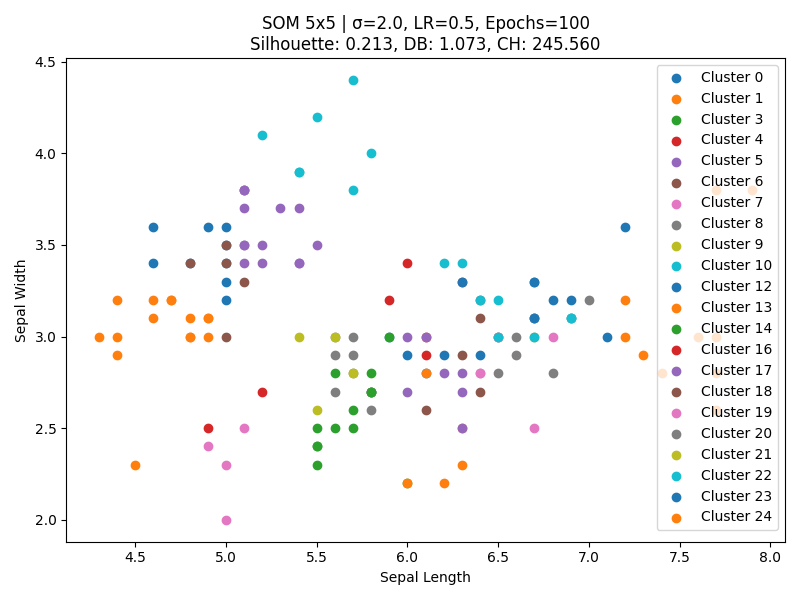 SOM 5x5 | σ=2.0, LR=0.5, Epochs=100
Silhouette: 0.213, DB: 1.073, CH: 245.560
4.5
4.0
3.5
3.0
2.5
2.0
Sepal Width
Cluster 0
Cluster 1
Cluster 3
Cluster 4
Cluster 5
Cluster 6
Cluster 7
Cluster 8
Cluster 9
Cluster 10
Cluster 12
Cluster 13
Cluster 14
Cluster 16
Cluster 17
Cluster 18
Cluster 19
Cluster 20
Cluster 21
Cluster 22
Cluster 23
Cluster 24
4.5 5.0 5.5 6.0 6.5 7.0 7.5 8.0
Sepal Length